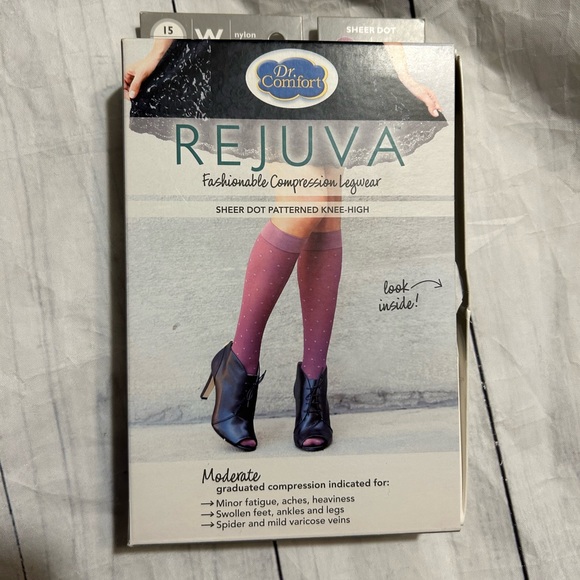 15
W
nylon
SHEER DOT
Dr.
Comfort
REJUVA
Fashionable Compression Legwear
SHEER DOT PATTERNED KNEE-HIGH
look
inside!
Moderate
graduated compression indicated for:
→ Minor fatigue, aches, heaviness
→ Swollen feet, ankles and legs
→ Spider and mild varicose veins